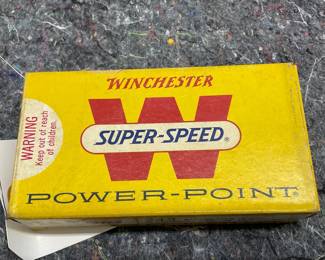 WINCHESTER
W
SUPER-SPEED®
WARNING
Keep out of reach
of children.
POWER-POINT®